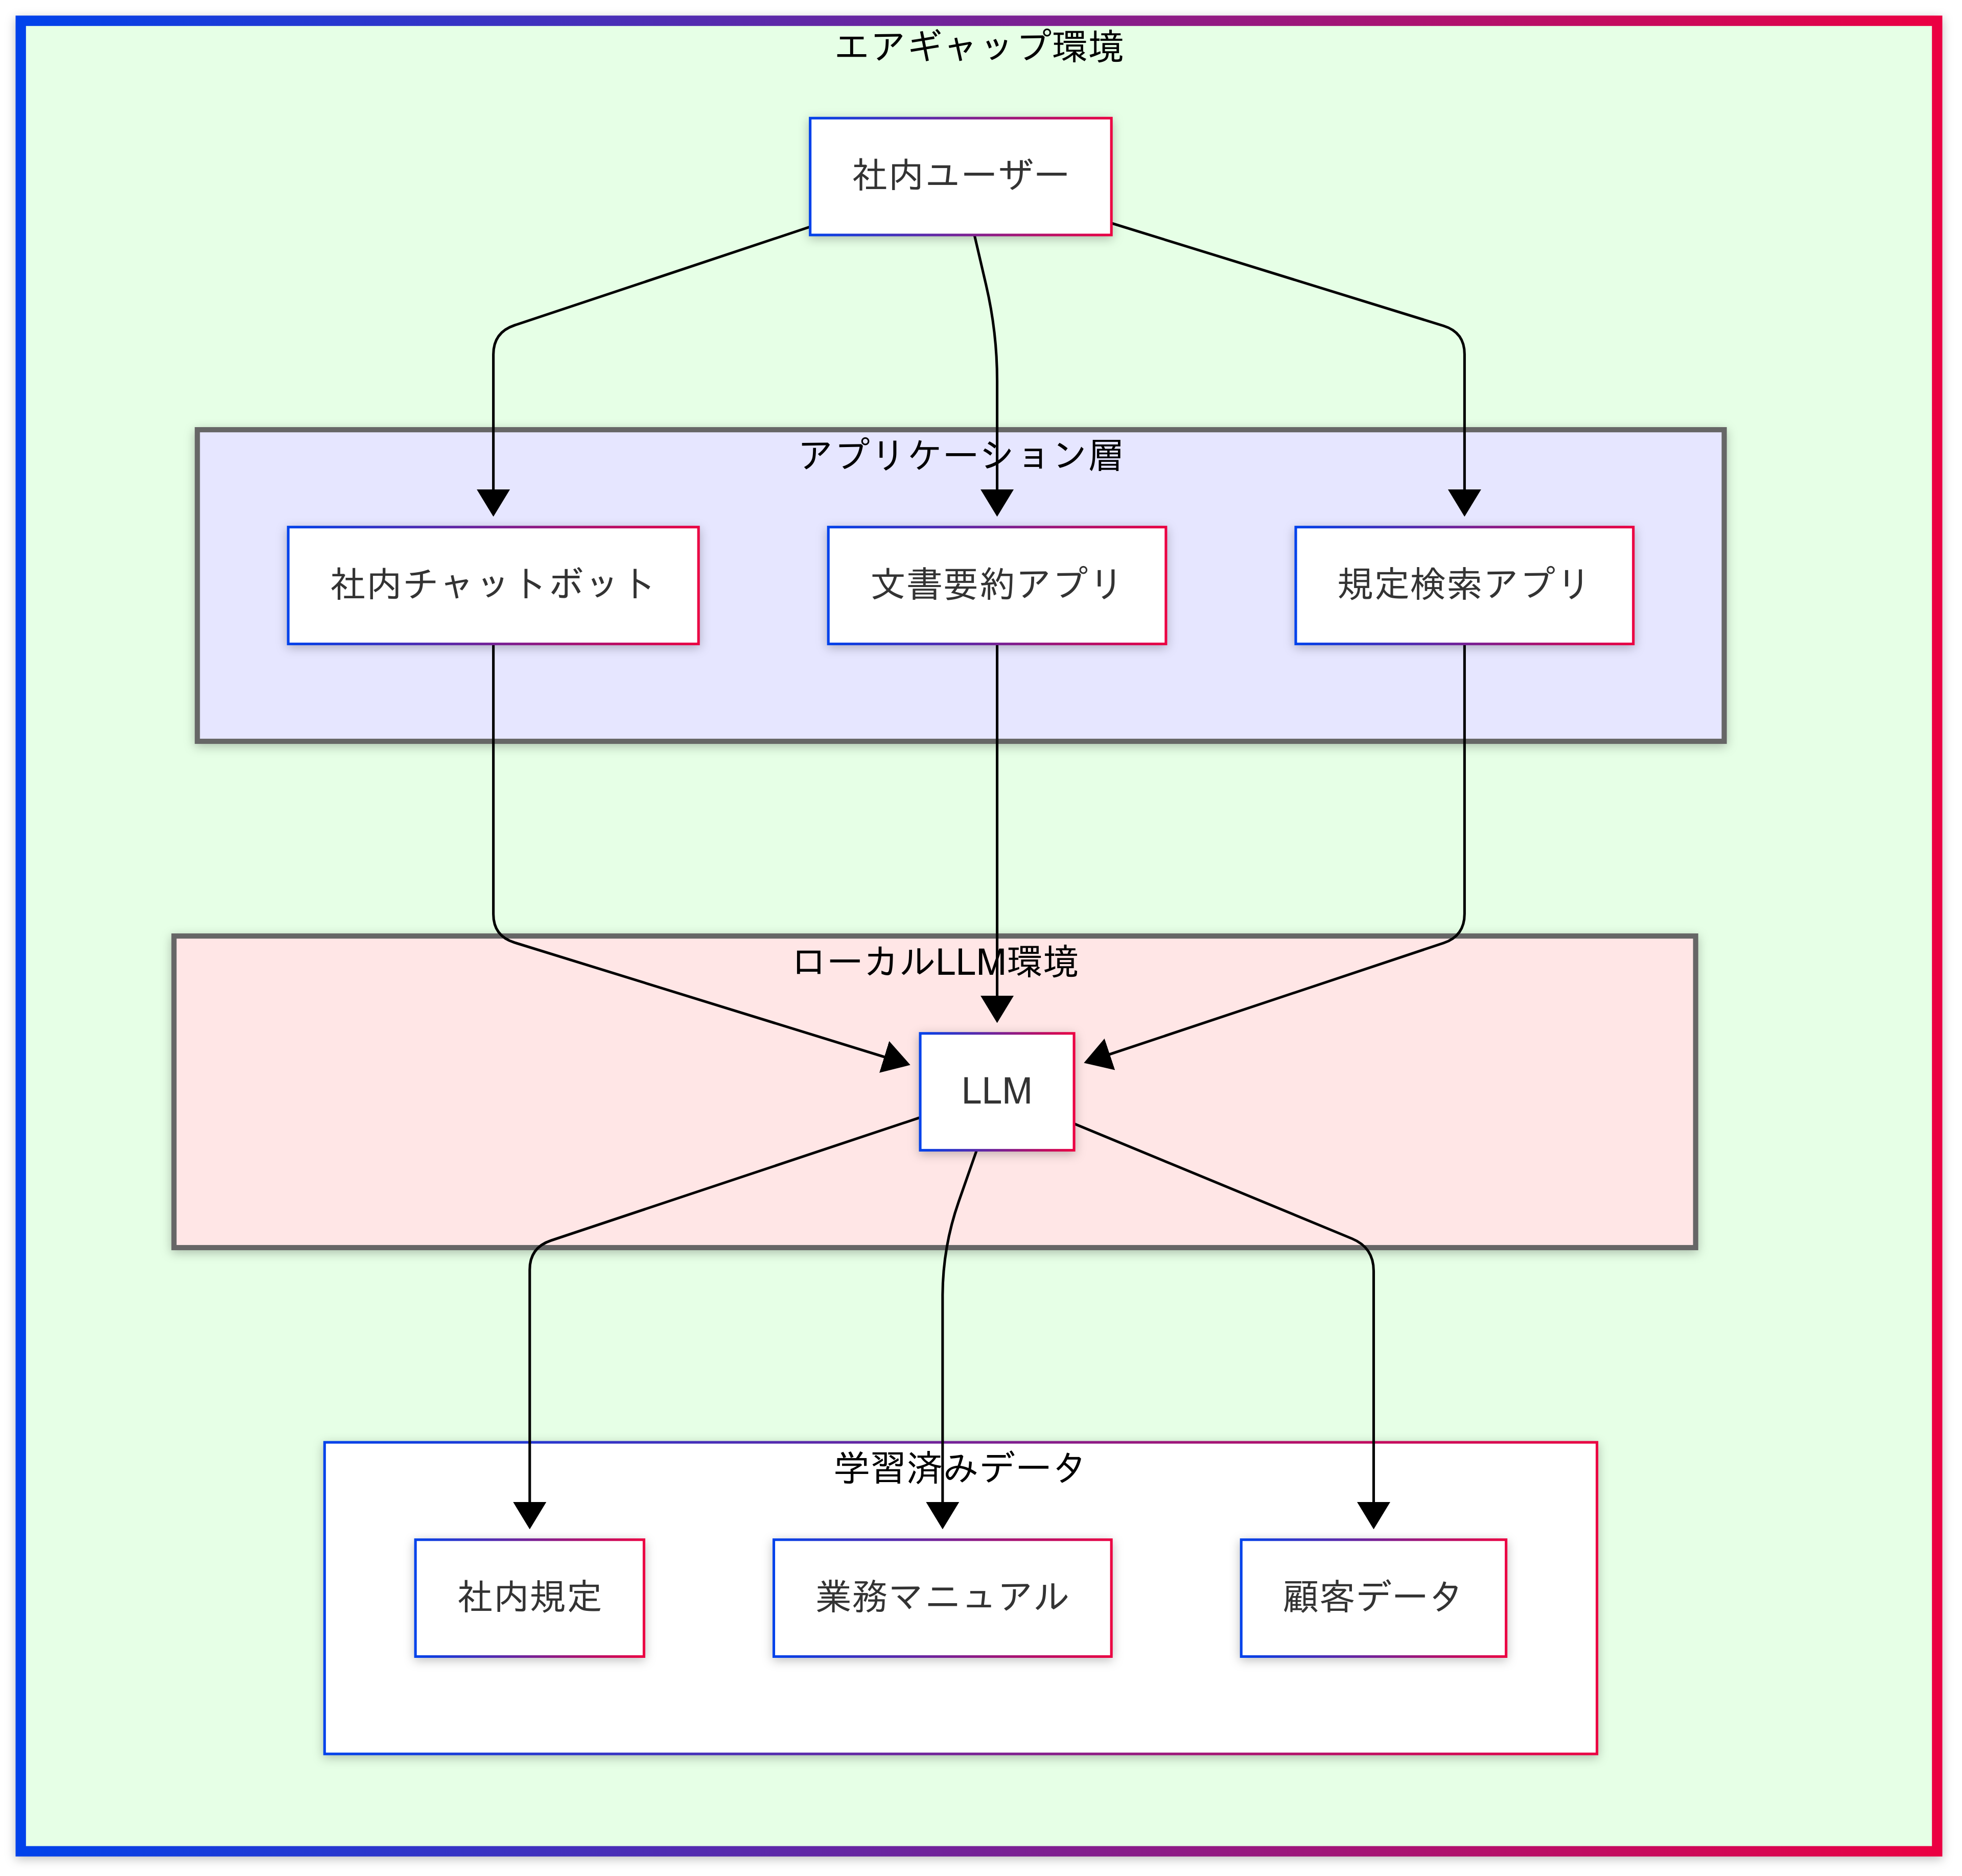 エアギャップ環境
社内ユーザー
アプリケーション層
社内チャットボット
文書要約アプリ
規定検索アプリ
ローカルLLM環境
LLM
学習済みデータ
社内規定
業務マニュアル
顧客データ